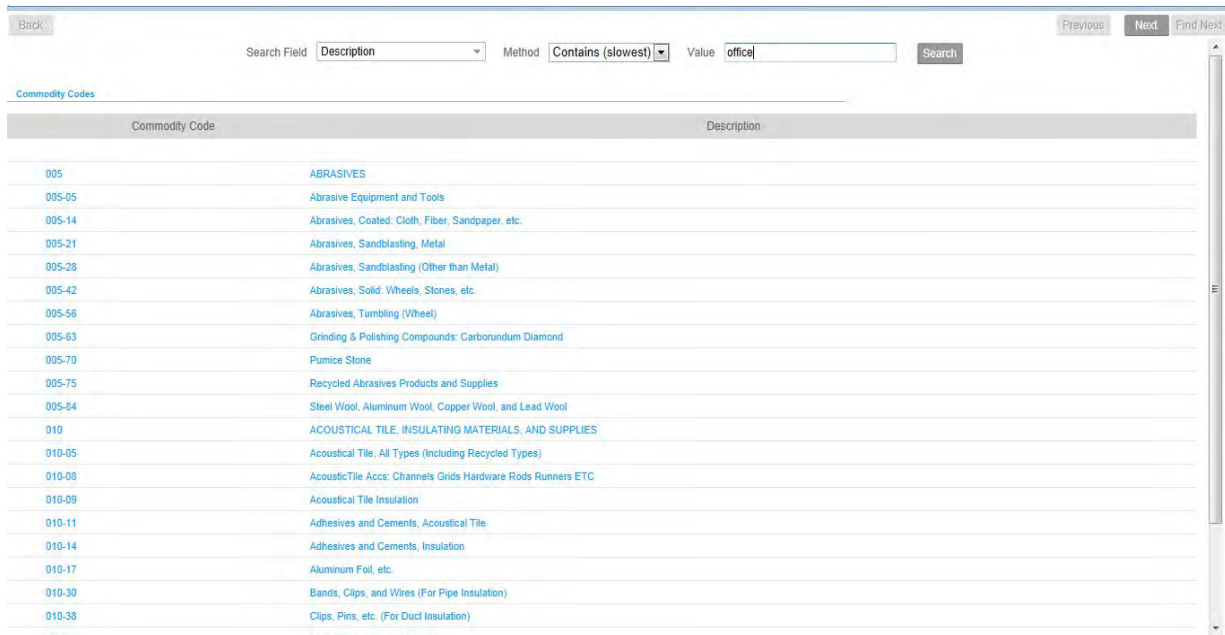 Back Previous Next Find Next
Search Field Description Method Contains (slowest) Value office Search
Commodity Codes
Commodity Code Description
005 ABRASIVES
005-05 Abrasive Equipment and Tools
005-14 Abrasives, Coated: Cloth, Fiber, Sandpaper, etc.
005-21 Abrasives, Sandblasting, Metal
005-28 Abrasives, Sandblasting (Other than Metal)
005-42 Abrasives, Solid: Wheels, Stones, etc.
005-56 Abrasives, Tumbling (Wheel)
005-63 Grinding & Polishing Compounds: Carborundum Diamond
005-70 Pumice Stone
005-75 Recycled Abrasives Products and Supplies
005-84 Steel Wool, Aluminum Wool, Copper Wool, and Lead Wool
010 ACOUSTICAL TILE, INSULATING MATERIALS, AND SUPPLIES
010-05 Acoustical Tile, All Types (Including Recycled Types)
010-08 AcousticTile Accs: Channels Grids Hardware Rods Runners ETC
010-09 Acoustical Tile Insulation
010-11 Adhesives and Cements, Acoustical Tile
010-14 Adhesives and Cements, Insulation
010-17 Aluminum Foil, etc.
010-30 Bands, Clips, and Wires (For Pipe Insulation)
010-38 Clips, Pins, etc. (For Duct Insulation)